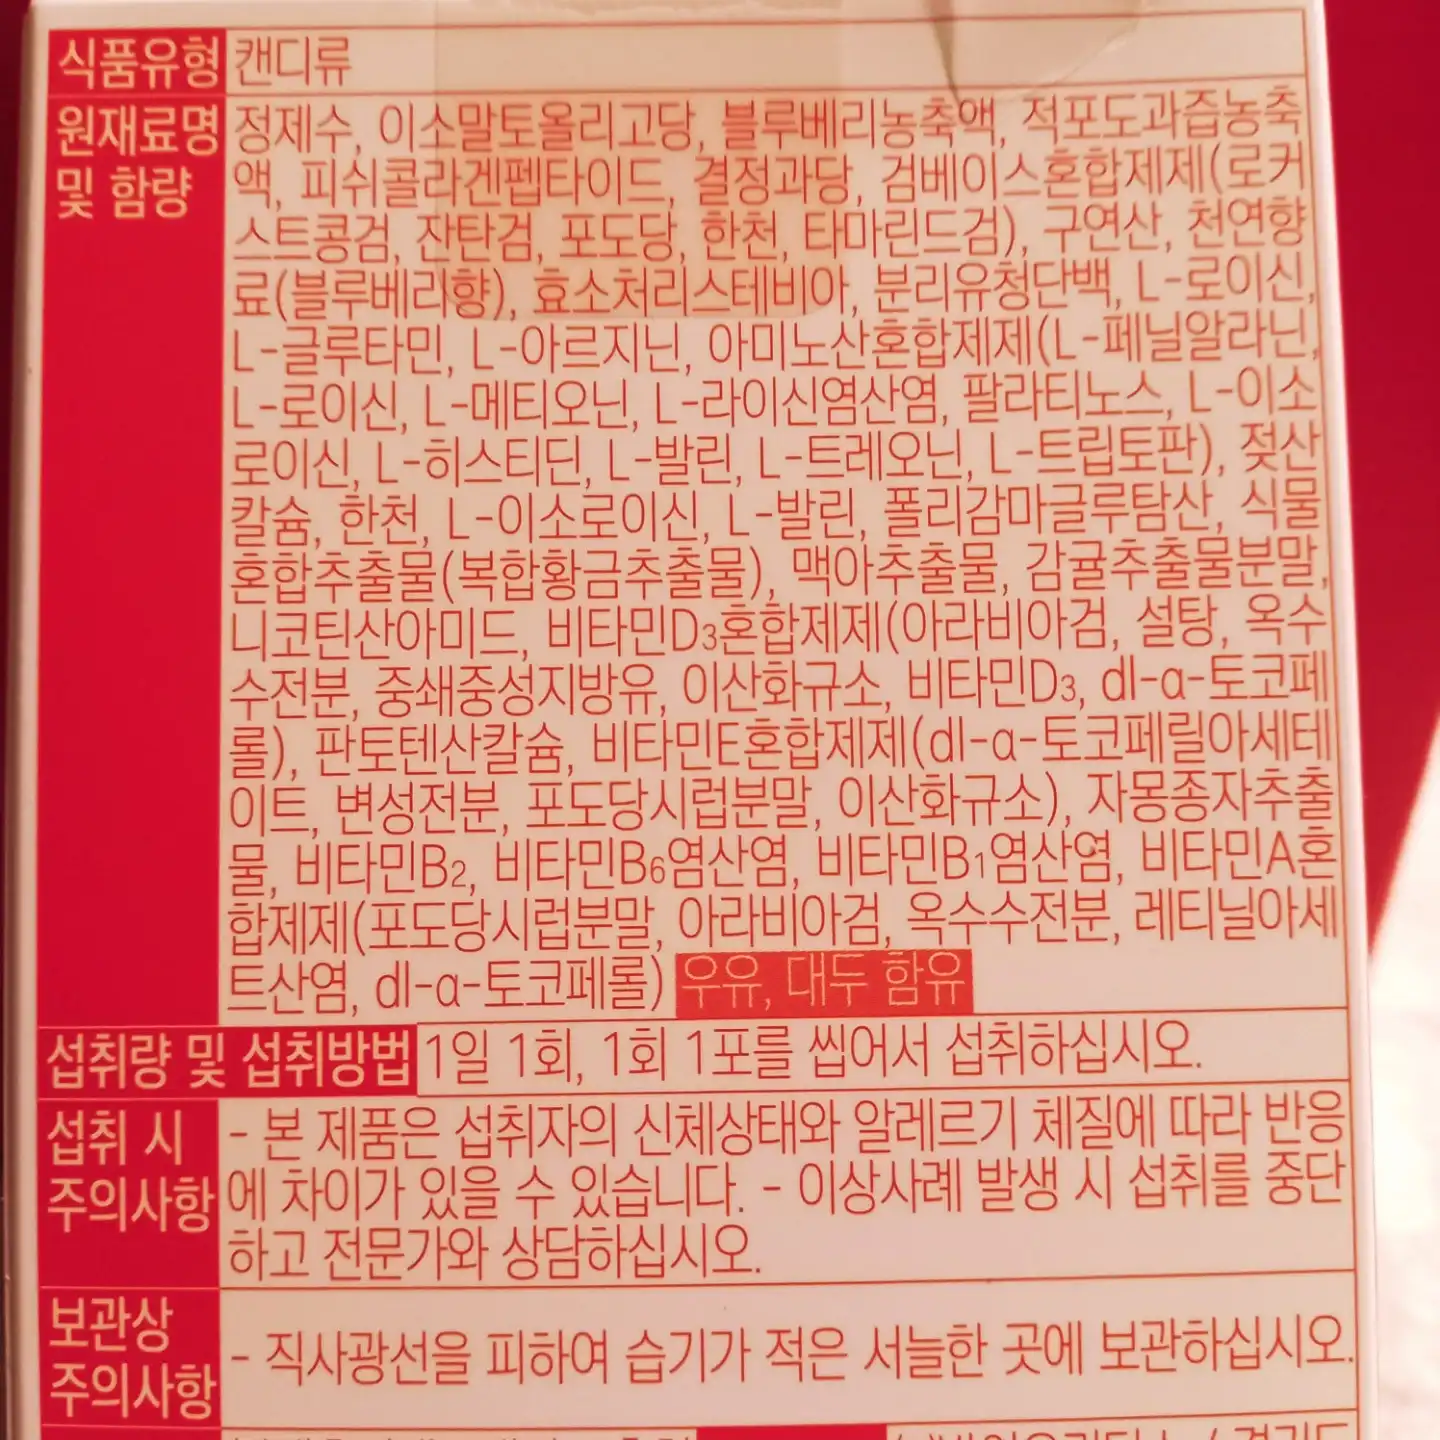 식품유형 캔디류
원재료명 정제수, 이소말토올리고당, 블루베리농축액, 적포도과즙농축
및 함량 액, 피쉬콜라겐펩타이드, 결정과당, 검베이스혼합제제(로커
스트콩검, 잔탄검, 포도당, 한천, 타마린드검), 구연산, 천연향
료(블루베리향), 효소처리스테비아, 분리유청단백, L-로이신,
L-글루타민, L-아르지닌, 아미노산혼합제제(L-페닐알라닌,
L-로이신, L-메티오닌, L-라이신염산염, 팔라티노스, L-이소
로이신, L-히스티딘, L-발린, L-트레오닌, L-트립토판), 젖산
칼슘, 한천, L-이소로이신, L-발린, 폴리감마글루탐산, 식물
혼합추출물(복합황금추출물), 맥아추출물, 감귤추출물분말,
니코틴산아미드, 비타민D₃혼합제제(아라비아검, 설탕, 옥수
수전분, 중쇄중성지방유, 이산화규소, 비타민D₃, dl-α-토코페
롤), 판토텐산칼슘, 비타민E혼합제제(dl-α-토코페릴아세테
이트, 변성전분, 포도당시럽분말, 이산화규소), 자몽종자추출
물, 비타민B₂, 비타민B₆염산염, 비타민B₁염산염, 비타민A혼
합제제(포도당시럽분말, 아라비아검, 옥수수전분, 레티닐아세
트산염, dl-α-토코페롤) 우유, 대두 함유
섭취량 및 섭취방법 1일 1회, 1회 1포를 씹어서 섭취하십시오.
섭취 시 - 본 제품은 섭취자의 신체상태와 알레르기 체질에 따라 반응
주의사항 에 차이가 있을 수 있습니다. - 이상사례 발생 시 섭취를 중단
하고 전문가와 상담하십시오.
보관상
주의사항 - 직사광선을 피하여 습기가 적은 서늘한 곳에 보관하십시오.